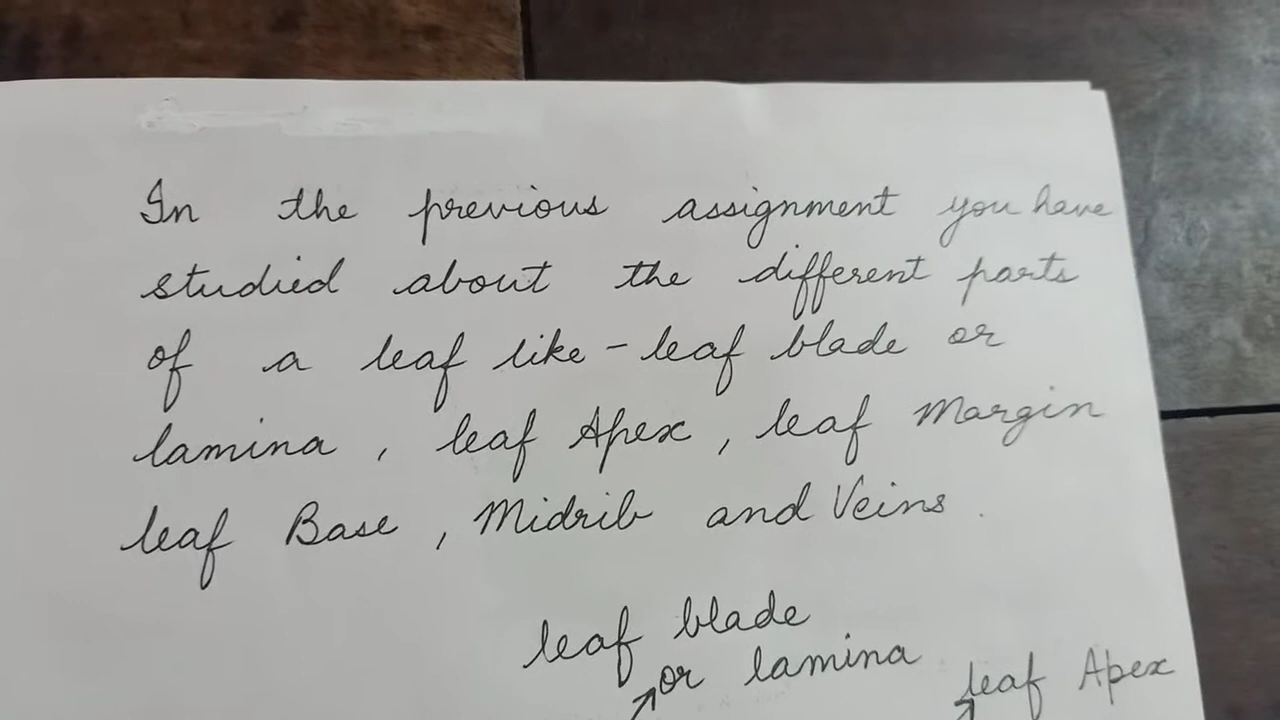 In the previous assignment you have
studied about the different parts
of a leaf like - leaf blade or
lamina , leaf Apex , leaf Margin
leaf Base , Midrib and Veins .
leaf blade
or lamina
leaf Apex